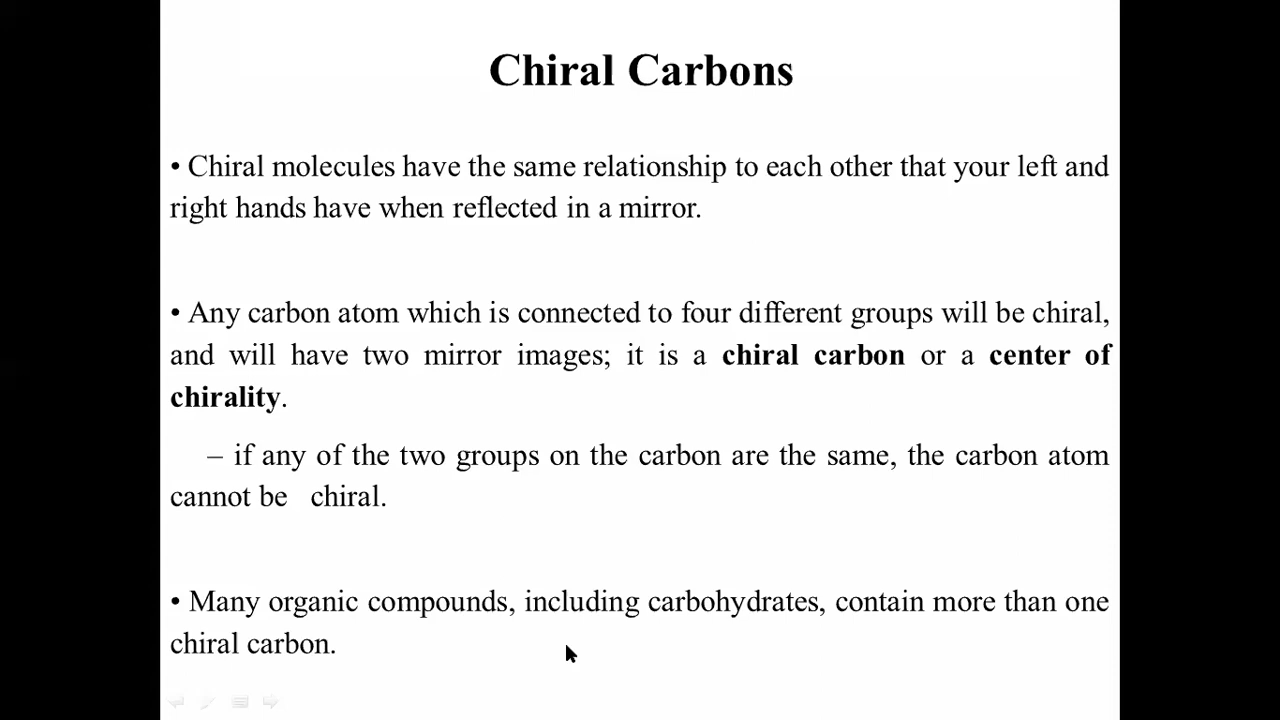 Chiral Carbons
• Chiral molecules have the same relationship to each other that your left and
right hands have when reflected in a mirror.
• Any carbon atom which is connected to four different groups will be chiral,
and will have two mirror images; it is a chiral carbon or a center of
chirality.
– if any of the two groups on the carbon are the same, the carbon atom
cannot be chiral.
• Many organic compounds, including carbohydrates, contain more than one
chiral carbon.